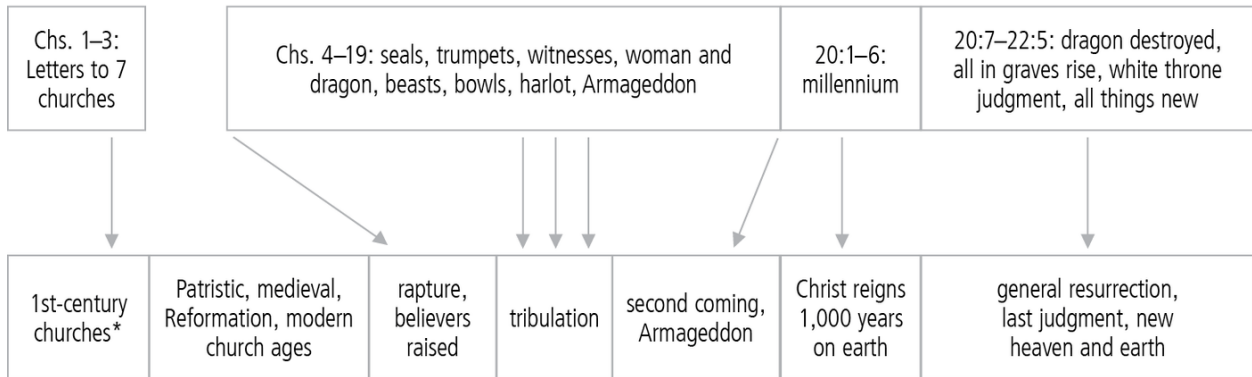 Chs. 1–3:
Letters to 7
churches
Chs. 4–19: seals, trumpets, witnesses, woman and
dragon, beasts, bowls, harlot, Armageddon
20:1–6:
millennium
20:7–22:5: dragon destroyed,
all in graves rise, white throne
judgment, all things new
1st-century
churches*
Patristic, medieval,
Reformation, modern
church ages
rapture,
believers
raised
tribulation
second coming,
Armageddon
Christ reigns
1,000 years
on earth
general resurrection,
last judgment, new
heaven and earth